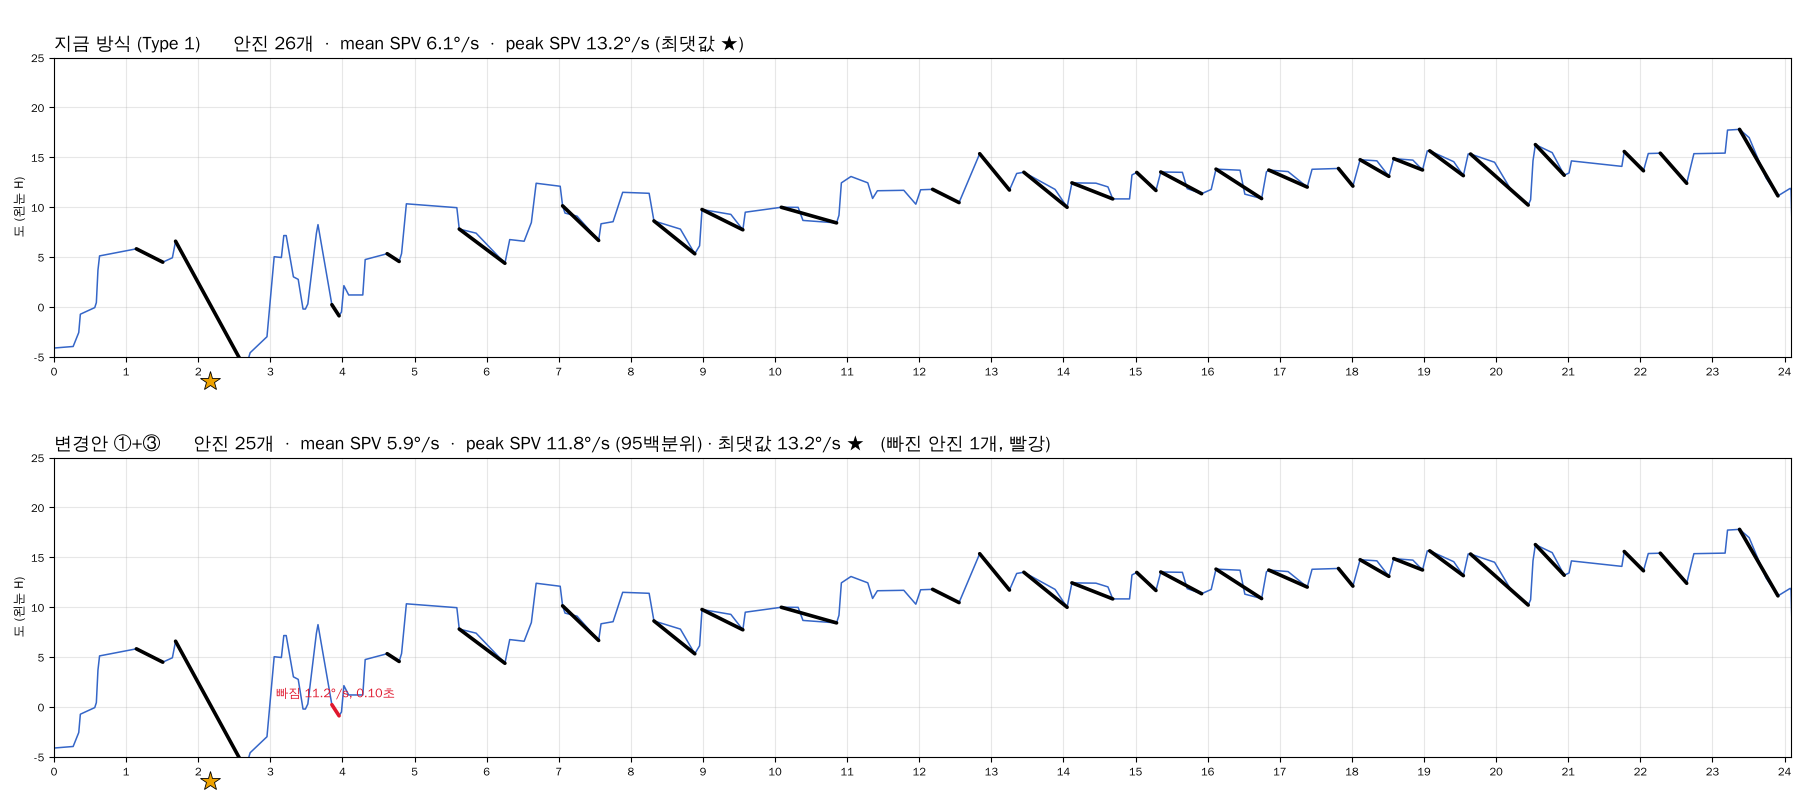 지금 방식 (Type 1) 안진 26개 · mean SPV 6.1°/s · peak SPV 13.2°/s (최댓값 ★)
25
20
15
10
5
0
-5
도 (왼눈 H)
0 1 2 3 4 5 6 7 8 9 10 11 12 13 14 15 16 17 18 19 20 21 22 23 24
변경안 ①+③ 안진 25개 · mean SPV 5.9°/s · peak SPV 11.8°/s (95백분위) · 최댓값 13.2°/s ★ (빠진 안진 1개, 빨강)
25
20
15
10
5
0
-5
도 (왼눈 H)
빠짐 11.2°/s, 0.10초
0 1 2 3 4 5 6 7 8 9 10 11 12 13 14 15 16 17 18 19 20 21 22 23 24